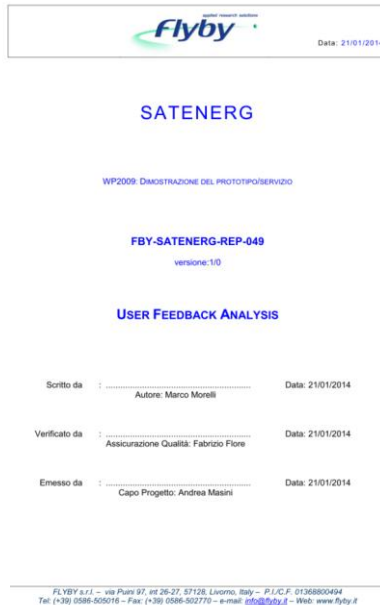 applied research solutions
Flyby
Data: 21/01/2014
SATENERG
WP2009: DIMOSTRAZIONE DEL PROTOTIPO/SERVIZIO
FBY-SATENERG-REP-049
versione:1/0
USER FEEDBACK ANALYSIS
Scritto da : ............................................................ Data: 21/01/2014
Autore: Marco Morelli
Verificato da : ............................................................ Data: 21/01/2014
Assicurazione Qualità: Fabrizio Flore
Emesso da : ............................................................ Data: 21/01/2014
Capo Progetto: Andrea Masini
FLYBY s.r.l. – via Puini 97, int 26-27, 57128, Livorno, Italy – P.I./C.F. 01368800494
Tel: (+39) 0586-505016 – Fax: (+39) 0586-502770 – e-mail: info@flyby.it – Web: www.flyby.it